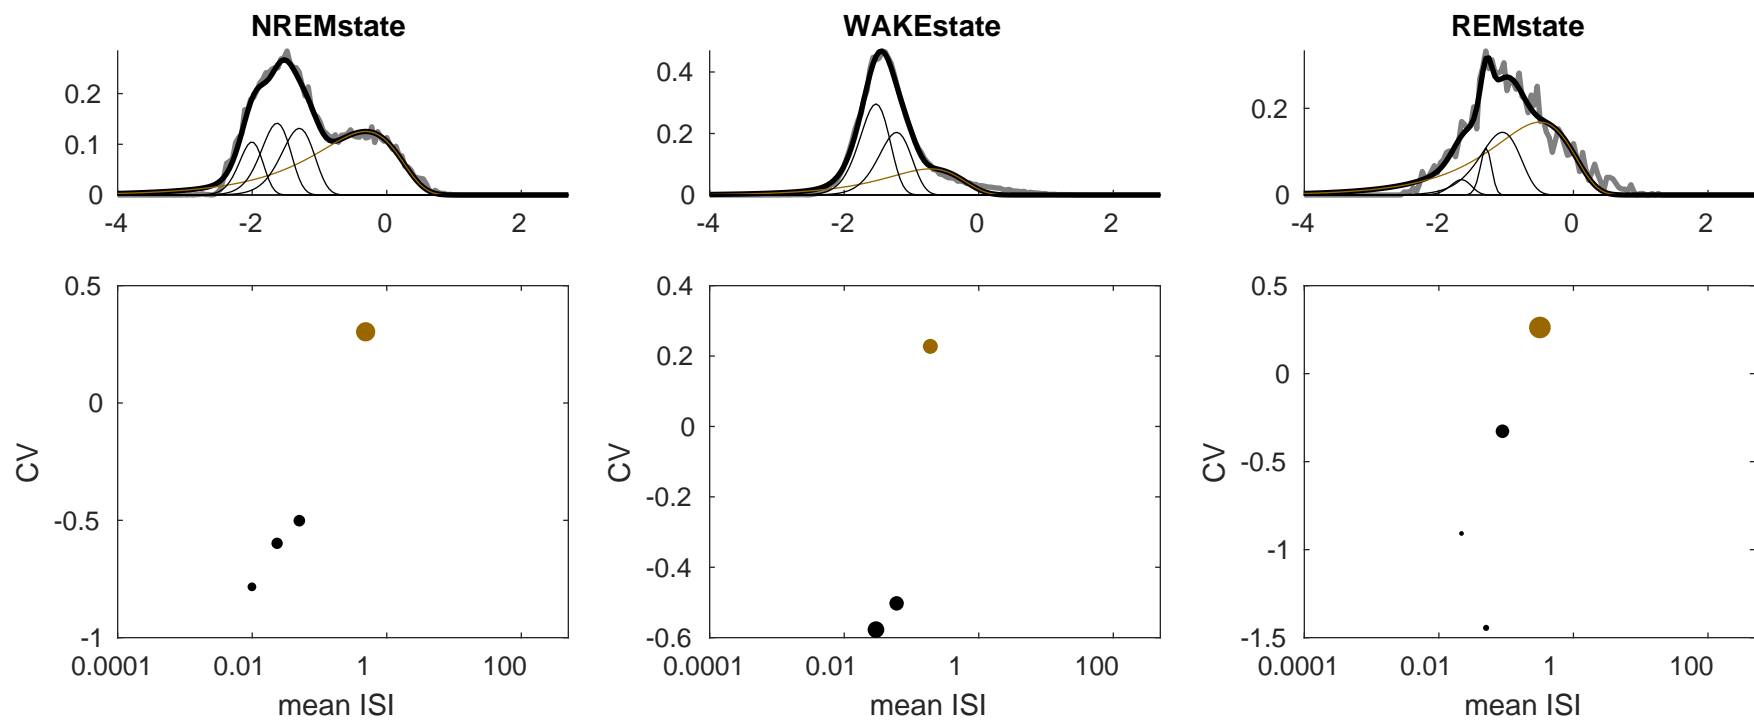 NREMstate WAKEstate REMstate
0.2 0.4 0.2
0.1 0.2
0 0 0
-4 -2 0 2 -4 -2 0 2 -4 -2 0 2
0.5 0.4 0.5
0.2 0
0 0 -0.5
CV CV CV
-0.5 -0.2 -1
-0.4
-1 -0.6 -1.5
0.0001 0.01 1 100 0.0001 0.01 1 100 0.0001 0.01 1 100
mean ISI mean ISI mean ISI